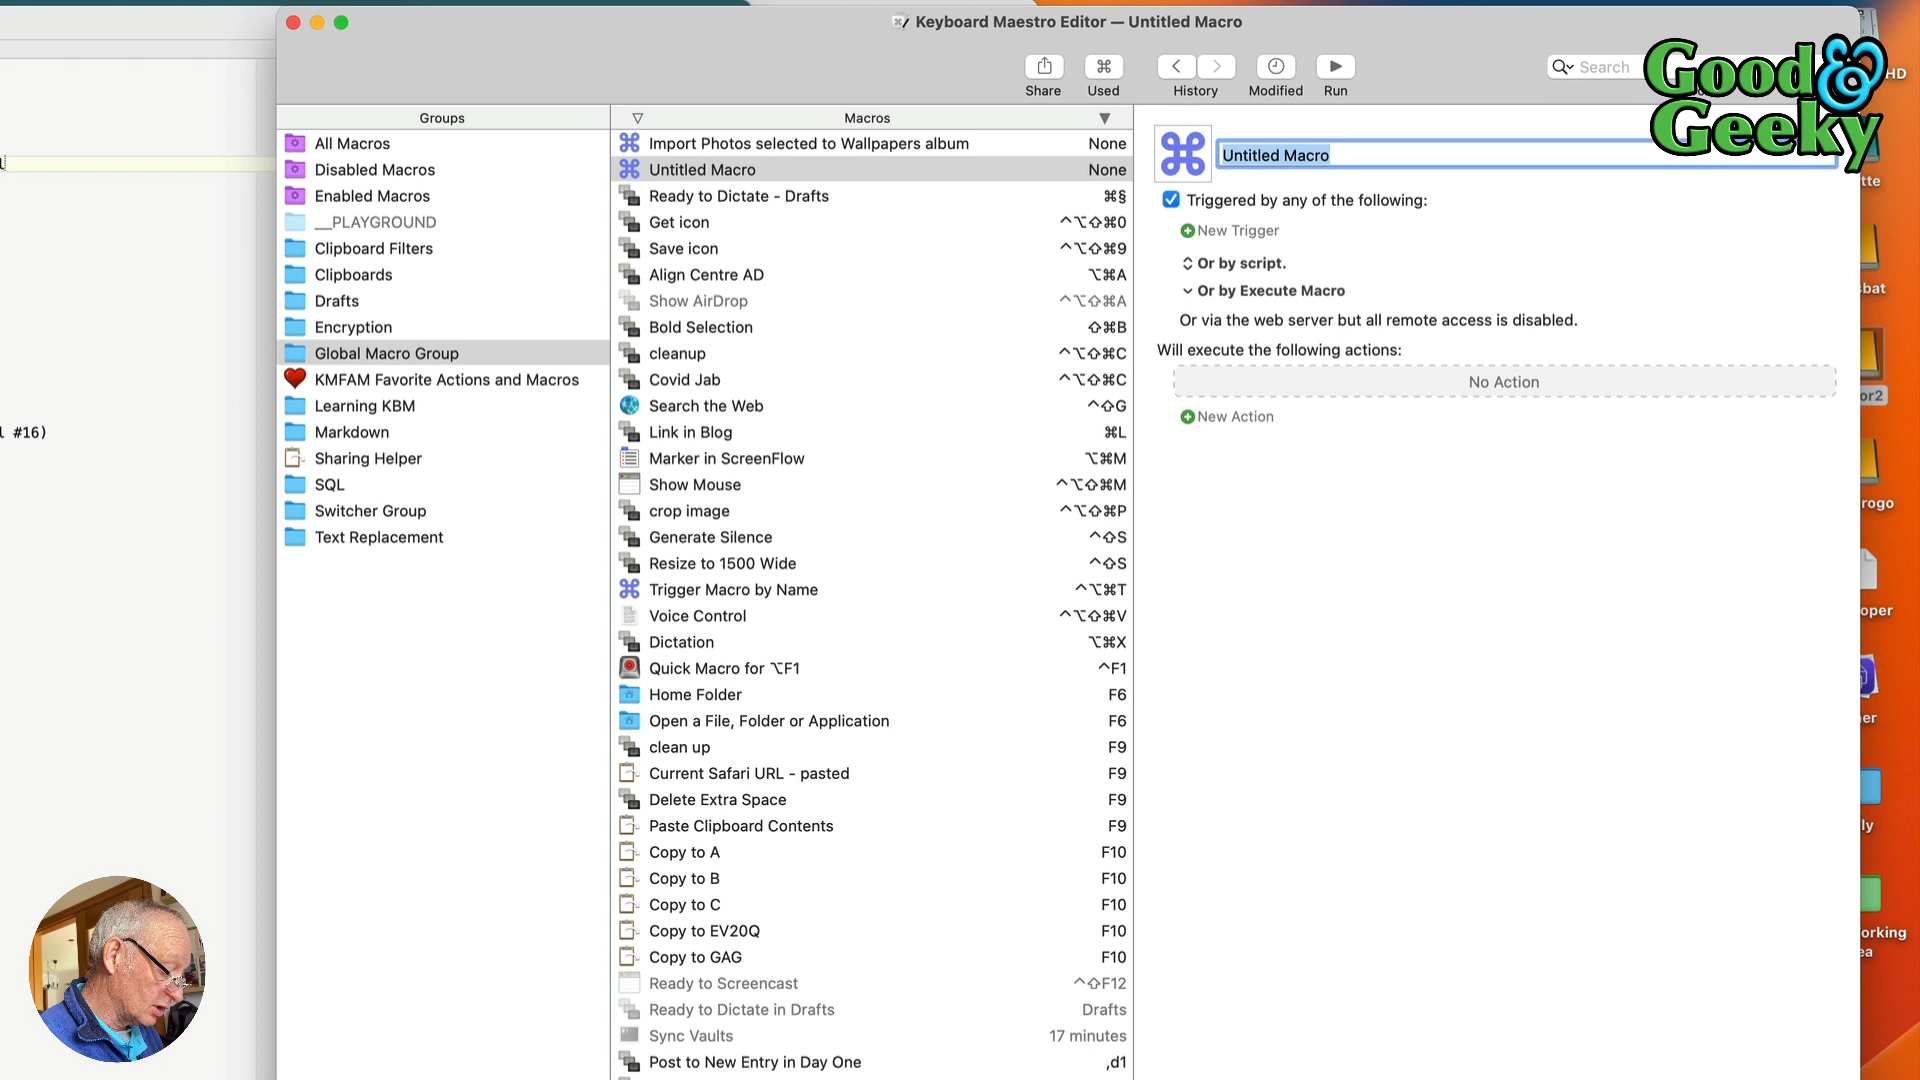 Keyboard Maestro Editor — Untitled Macro
Share
Used
History
Modified
Run
Search
Good &
Geeky
HD
Groups
Macros
All Macros
Disabled Macros
Enabled Macros
__PLAYGROUND
Clipboard Filters
Clipboards
Drafts
Encryption
Global Macro Group
KMFAM Favorite Actions and Macros
Learning KBM
Markdown
Sharing Helper
SQL
Switcher Group
Text Replacement
Import Photos selected to Wallpapers album None
Untitled Macro None
Ready to Dictate - Drafts ⌘§
Get icon ^⌥⇧⌘0
Save icon ^⌥⇧⌘9
Align Centre AD ⌥⌘A
Show AirDrop ^⌥⇧⌘A
Bold Selection ⇧⌘B
cleanup ^⌥⇧⌘C
Covid Jab ^⌥⇧⌘C
Search the Web ^⇧G
Link in Blog ⌘L
Marker in ScreenFlow ⌥⌘M
Show Mouse ^⌥⇧⌘M
crop image ^⌥⇧⌘P
Generate Silence ^⇧S
Resize to 1500 Wide ^⇧S
Trigger Macro by Name ^⌥⌘T
Voice Control ^⌥⇧⌘V
Dictation ⌥⌘X
Quick Macro for ⌥F1 ^F1
Home Folder F6
Open a File, Folder or Application F6
clean up F9
Current Safari URL - pasted F9
Delete Extra Space F9
Paste Clipboard Contents F9
Copy to A F10
Copy to B F10
Copy to C F10
Copy to EV20Q F10
Copy to GAG F10
Ready to Screencast ^⇧F12
Ready to Dictate in Drafts Drafts
Sync Vaults 17 minutes
Post to New Entry in Day One ,d1
Untitled Macro
Triggered by any of the following:
New Trigger
Or by script.
Or by Execute Macro
Or via the web server but all remote access is disabled.
Will execute the following actions:
No Action
New Action
#16)
tte
bat
or2
rogo
oper
er
ly
orking
ea